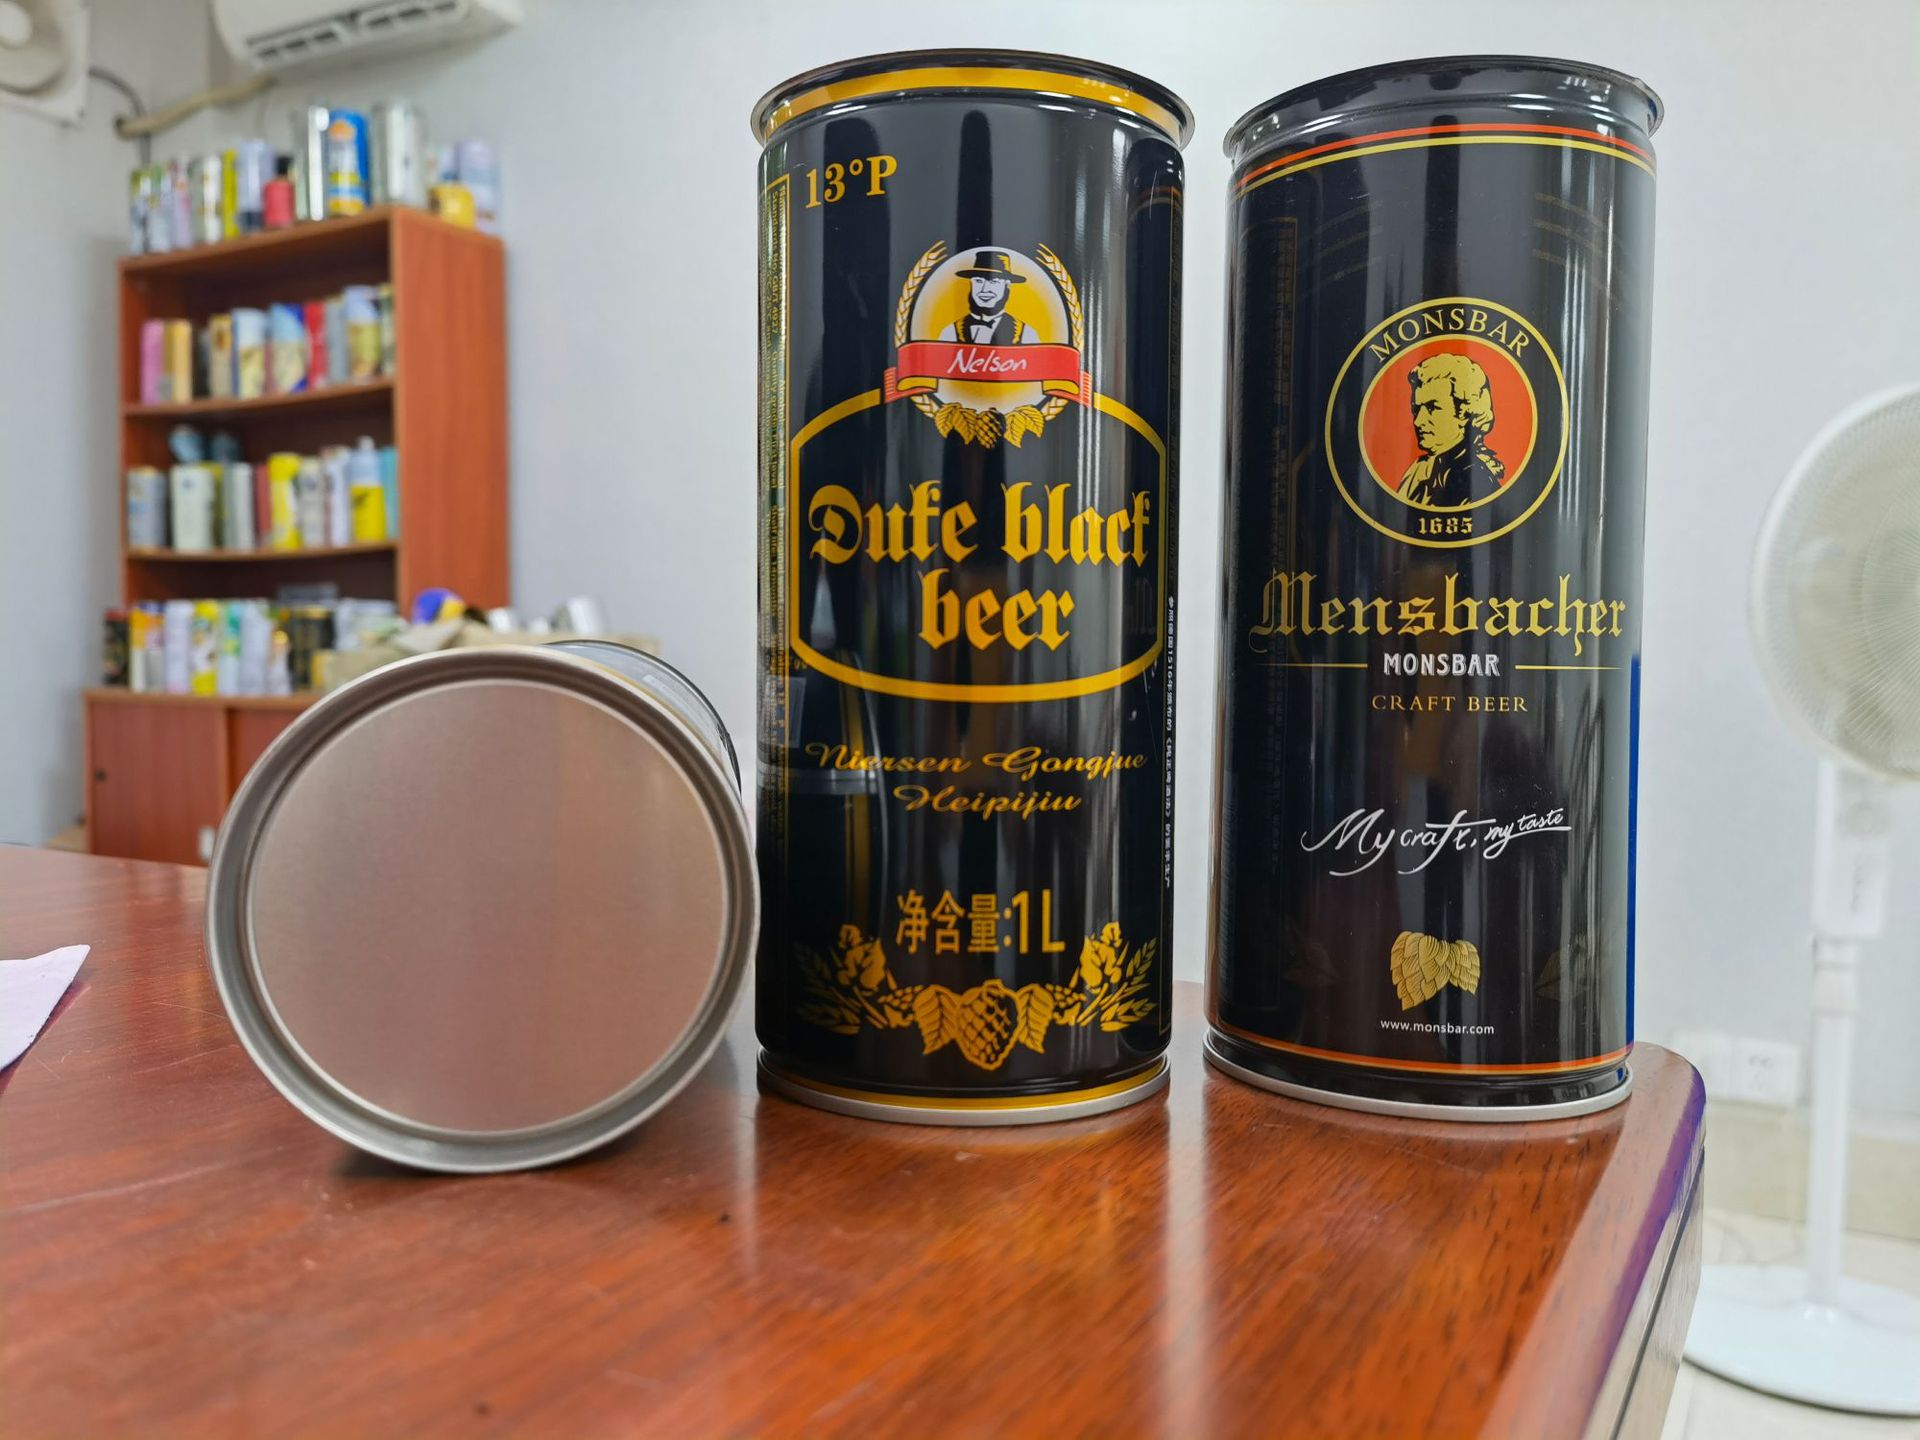 13°P
Nelson
Duke black
beer
Niersen Gongjue
Heipijiu
净含量:1L
MONSBAR
1685
Mensbacher
MONSBAR
CRAFT BEER
My craft, my taste
www.monsbar.com